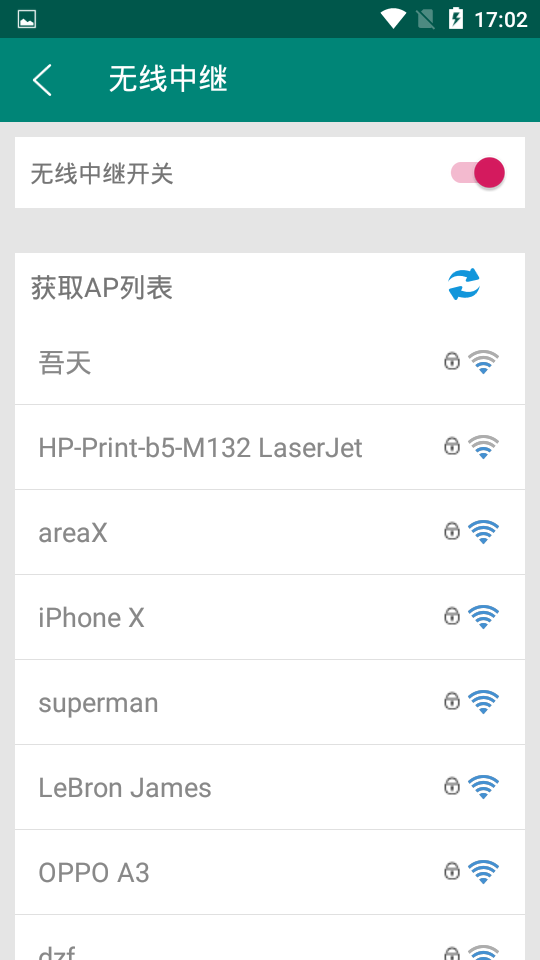 17:02
无线中继
无线中继开关
获取AP列表
吾天
HP-Print-b5-M132 LaserJet
areaX
iPhone X
superman
LeBron James
OPPO A3
dzf